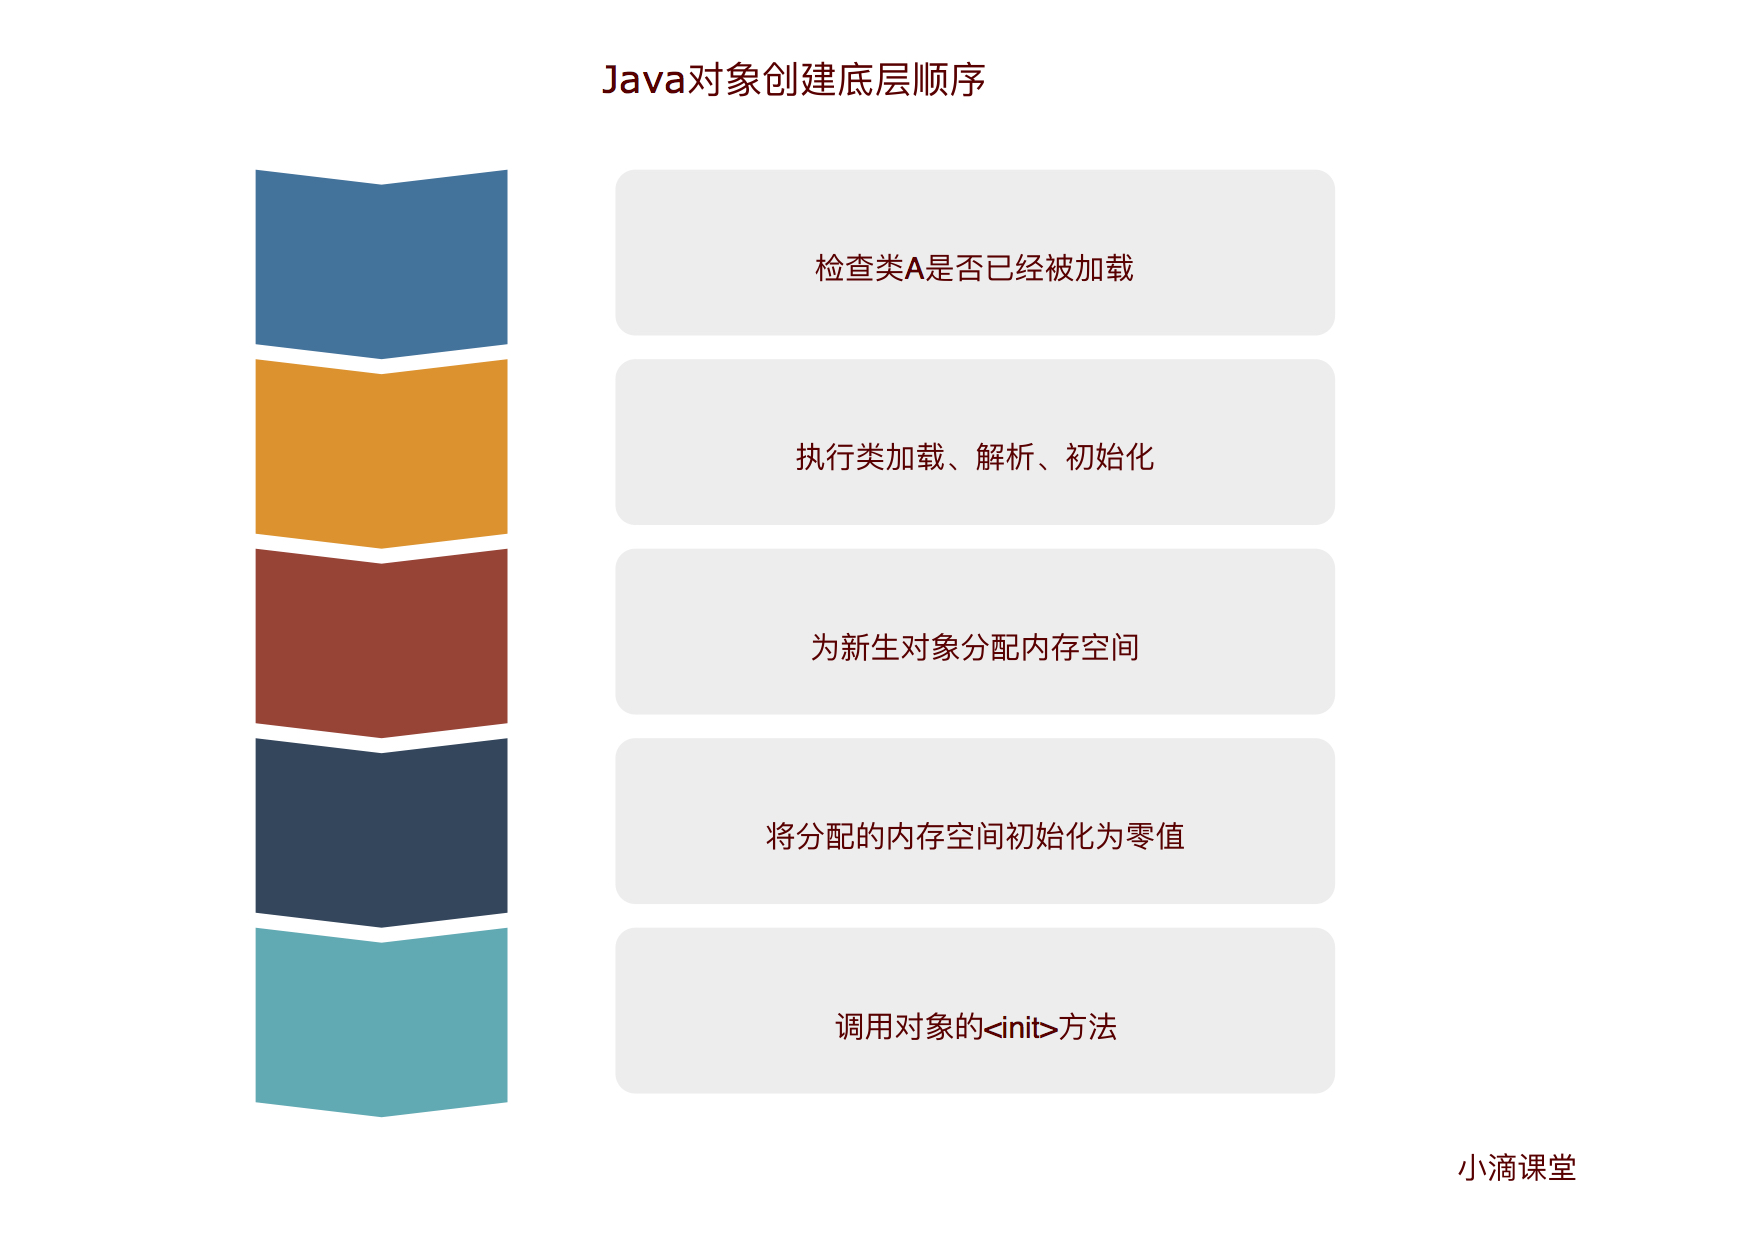 Java对象创建底层顺序
检查类A是否已经被加载
执行类加载、解析、初始化
为新生对象分配内存空间
将分配的内存空间初始化为零值
调用对象的<init>方法
小滴课堂